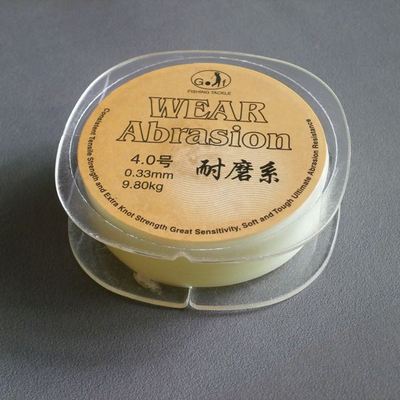 G lf
FISHING TACKLE
WEAR
Abrasion
4.0号
0.33mm
9.80kg
耐磨系
Consistent Tensile Strength and Extra Knot Strength Great Sensitivity, Soft and Tough Ultimate Abrasion Resistance